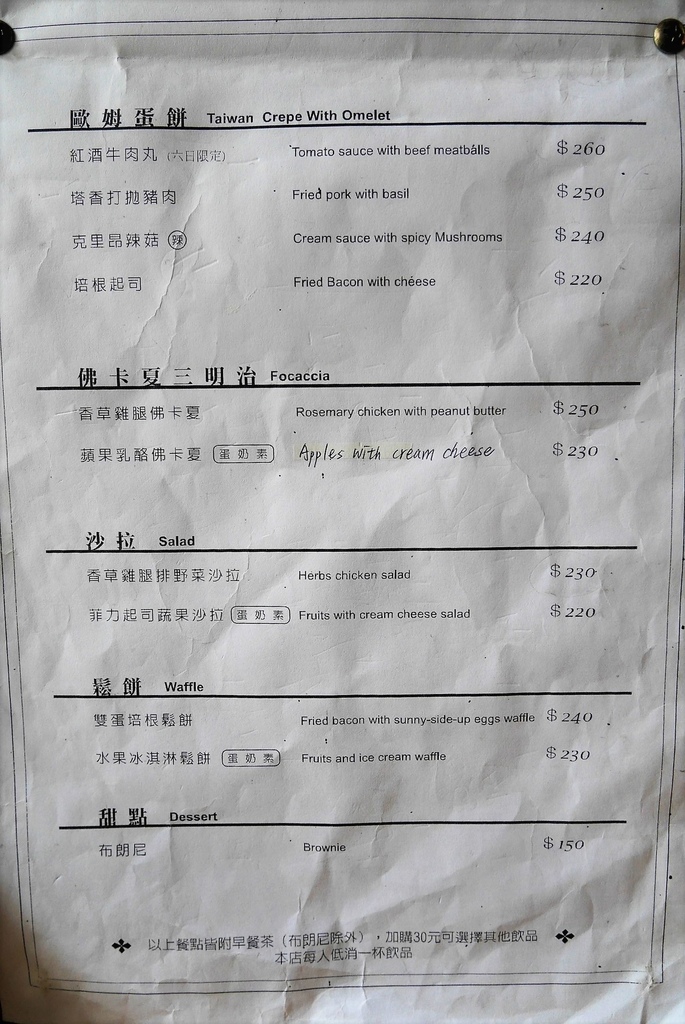 歐姆蛋餅 Taiwan Crepe With Omelet
紅酒牛肉丸 (六日限定) Tomato sauce with beef meatballs $260
塔香打拋豬肉 Fried pork with basil $250
克里昂辣菇 辣 Cream sauce with spicy Mushrooms $240
培根起司 Fried Bacon with cheese $220
佛卡夏三明治 Focaccia
香草雞腿佛卡夏 Rosemary chicken with peanut butter $250
蘋果乳酪佛卡夏 蛋奶素 Apples with cream cheese $230
沙拉 Salad
香草雞腿排野菜沙拉 Herbs chicken salad $230
菲力起司蔬果沙拉 蛋奶素 Fruits with cream cheese salad $220
鬆餅 Waffle
雙蛋培根鬆餅 Fried bacon with sunny-side-up eggs waffle $240
水果冰淇淋鬆餅 蛋奶素 Fruits and ice cream waffle $230
甜點 Dessert
布朗尼 Brownie $150
以上餐點皆附早餐茶（布朗尼除外），加購30元可選擇其他飲品
本店每人低消一杯飲品